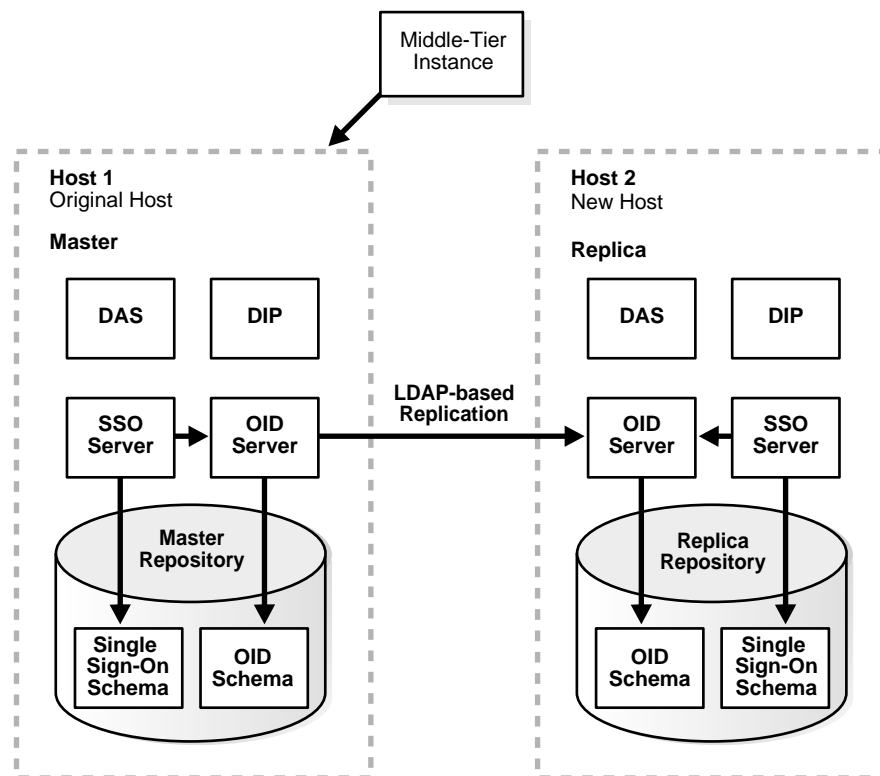 Middle-Tier
Instance
Host 1
Original Host
Master
DAS
DIP
SSO
Server
OID
Server
Master
Repository
Single
Sign-On
Schema
OID
Schema
LDAP-based
Replication
Host 2
New Host
Replica
DAS
DIP
OID
Server
SSO
Server
Replica
Repository
OID
Schema
Single
Sign-On
Schema